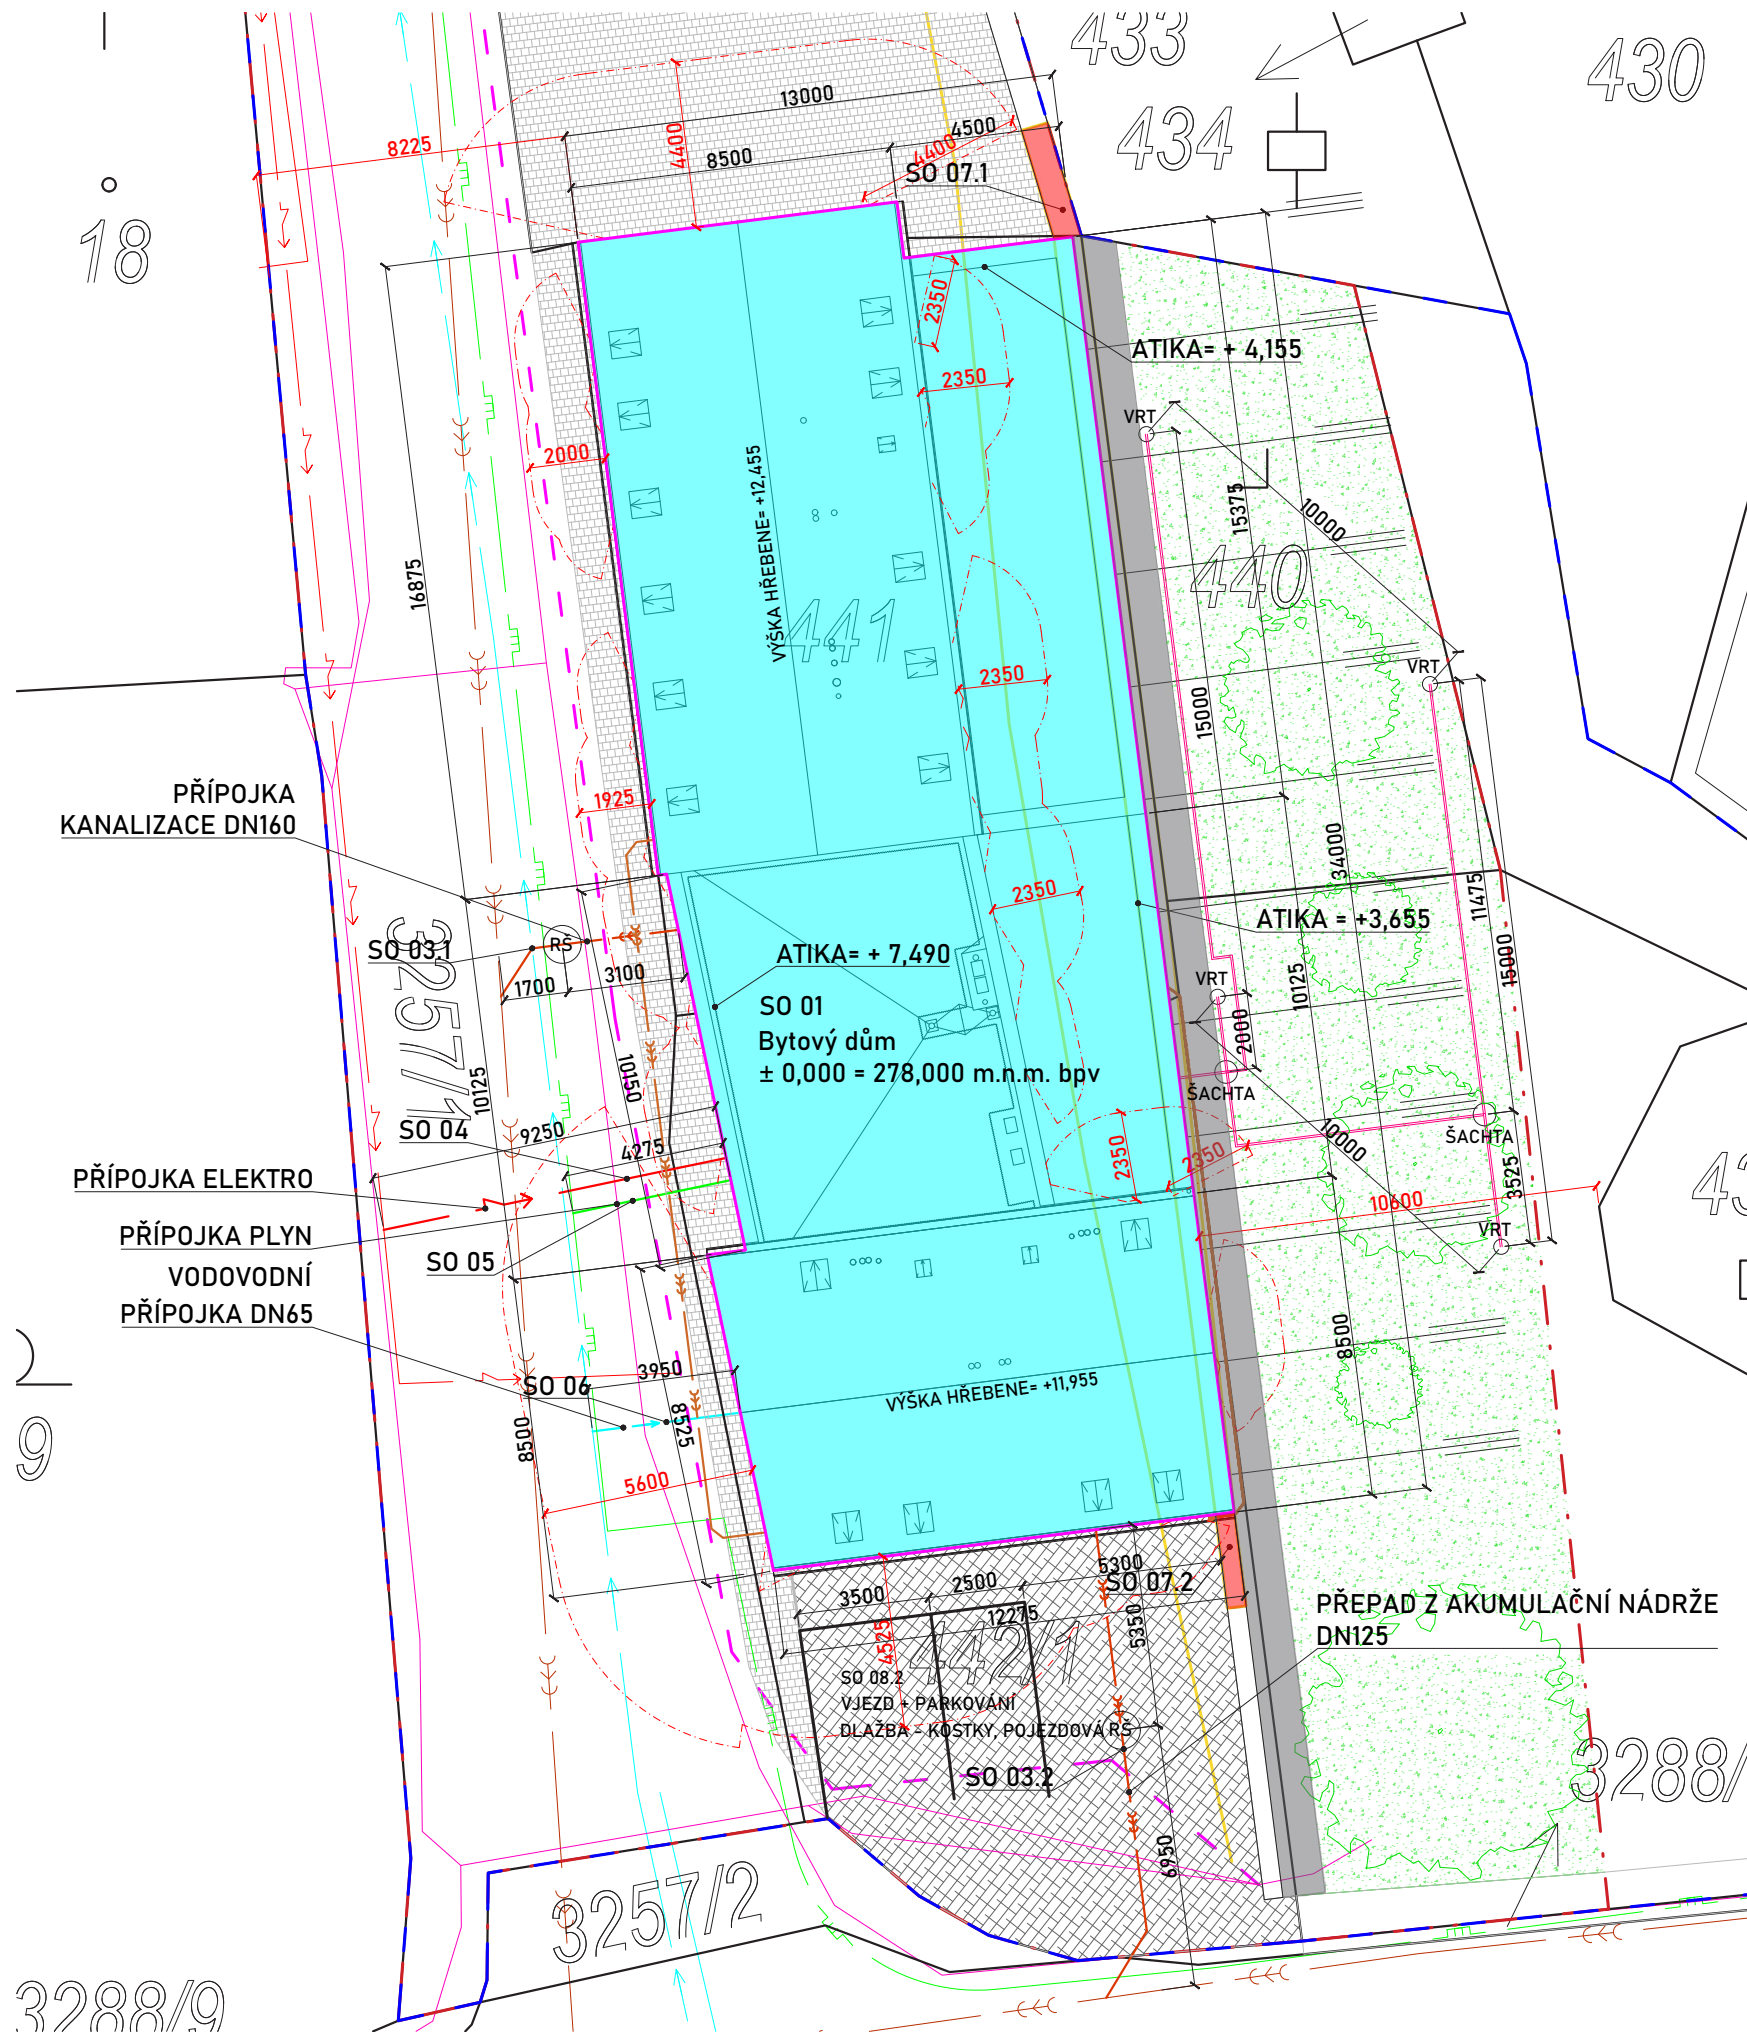 433
430
13000
4500
434
8225
4400
8500
4400
SO 07.1
18
2350
ATIKA= + 4,155
2350
VRT
2000
VÝŠKA HŘEBENE= +12,455
15375
10000
440
16875
441
VRT
2350
15000
PŘÍPOJKA
KANALIZACE DN160
1925
34000
2350
11475
ATIKA = +3,655
SO 03.1
RŠ
3257/1
ATIKA= + 7,490
1700
3100
VRT
10125
15000
SO 01
Bytový dům
± 0,000 = 278,000 m.n.m. bpv
2000
10150
10125
ŠACHTA
9250
SO 04
4275
2350
2350
10000
ŠACHTA
PŘÍPOJKA ELEKTRO
3525
10600
PŘÍPOJKA PLYN
VRT
SO 05
VODOVODNÍ
PŘÍPOJKA DN65
8500
3950
SO 06
VÝŠKA HŘEBENE= +11,955
8525
8500
9
5600
5300
2500
3500
SO 07.2
12275
5350
PŘEPAD Z AKUMULAČNÍ NÁDRŽE
DN125
4525
442/1
SO 08.2
VJEZD + PARKOVÁNÍ
DLAŽBA - KOSTKY, POJEZDOVÁ
RŠ
SO 03.2
3288/
6950
3257/2
3288/9